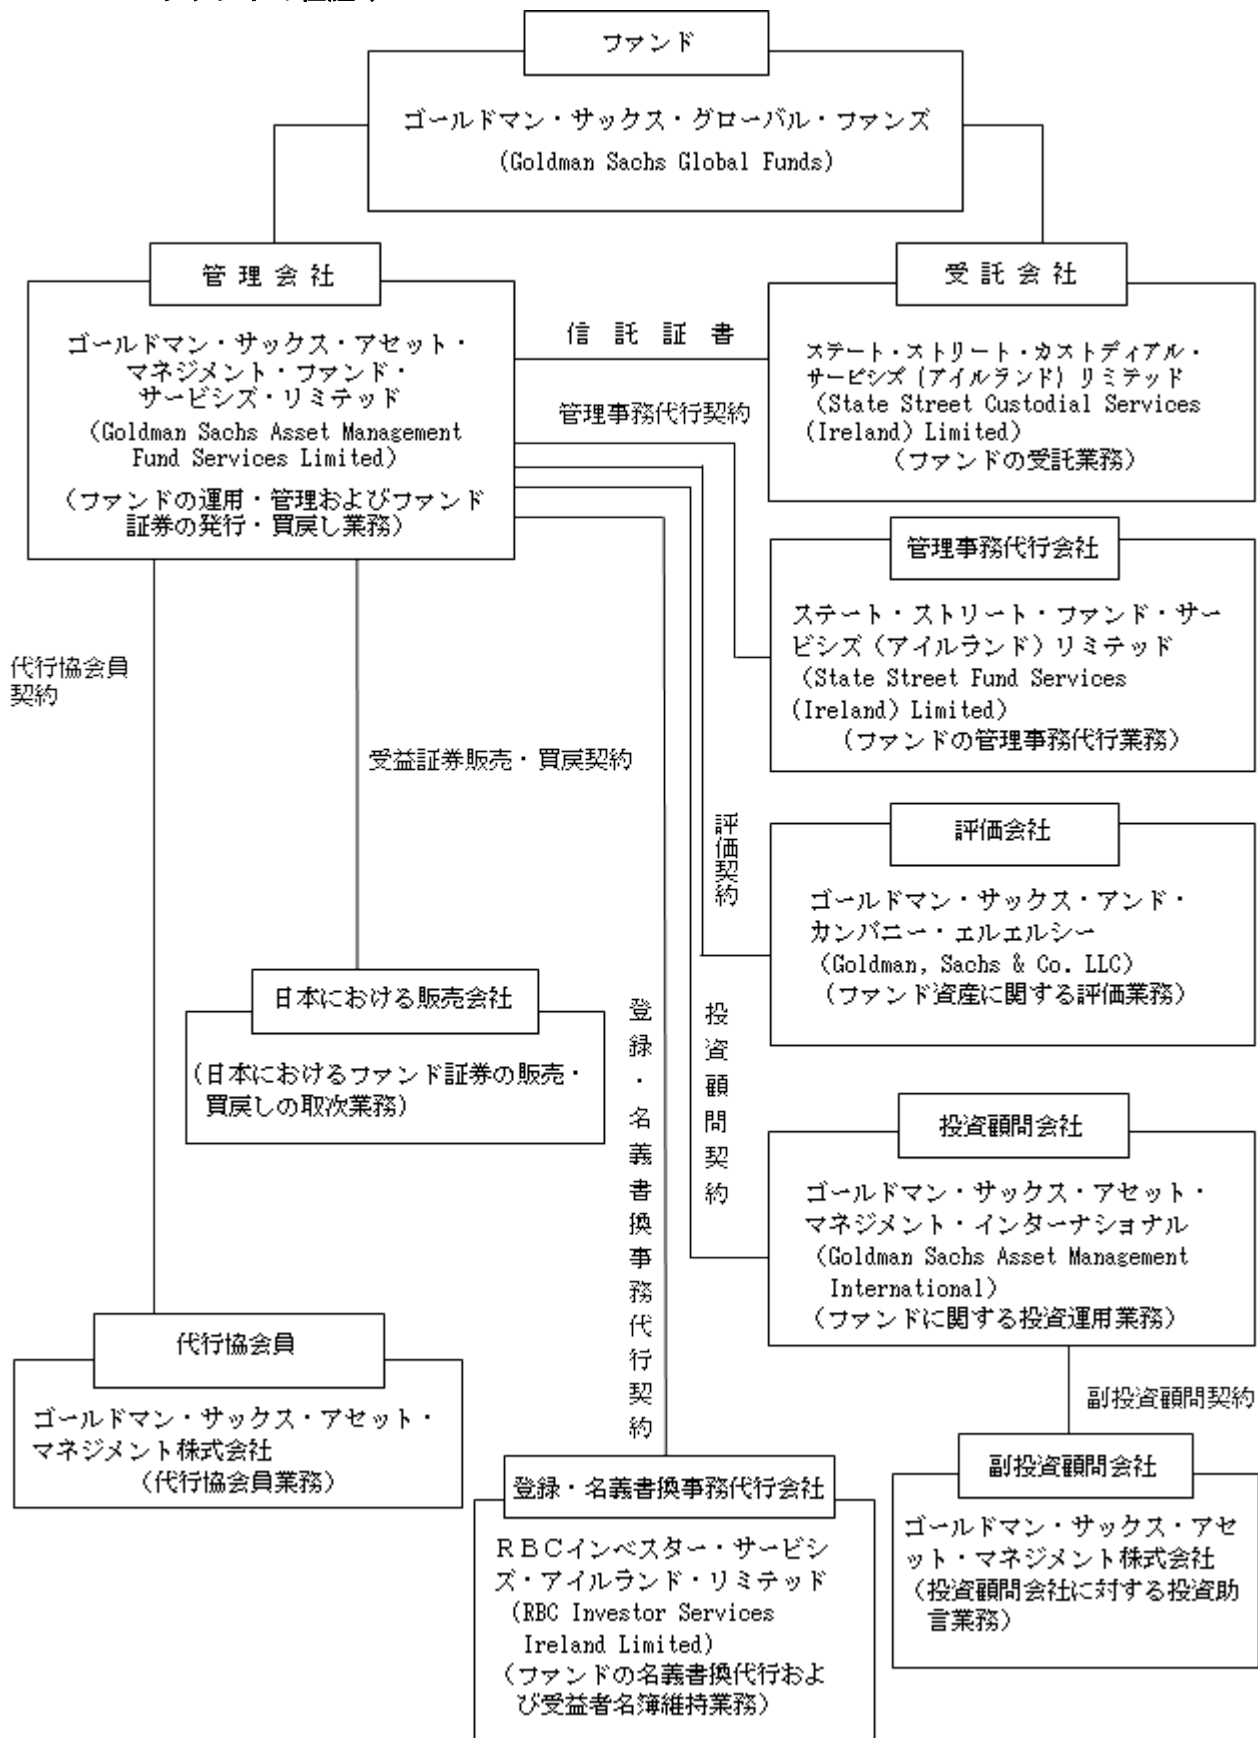 ファンド
ゴールドマン・サックス・グローバル・ファンズ
(Goldman Sachs Global Funds)
管 理 会 社
ゴールドマン・サックス・アセット・
マネジメント・ファンド・
サービシズ・リミテッド
(Goldman Sachs Asset Management
Fund Services Limited)
(ファンドの運用・管理およびファンド
証券の発行・買戻し業務)
信 託 証 書
管理事務代行契約
受 託 会 社
ステート・ストリート・カストディアル・
サービシズ (アイルランド) リミテッド
(State Street Custodial Services
(Ireland) Limited)
(ファンドの受託業務)
管理事務代行会社
ステート・ストリート・ファンド・サー
ビシズ (アイルランド) リミテッド
(State Street Fund Services
(Ireland) Limited)
(ファンドの管理事務代行業務)
代行協会員
契約
受益証券販売・買戻契約
評価契約
評価会社
ゴールドマン・サックス・アンド・
カンパニー・エルエルシー
(Goldman, Sachs & Co. LLC)
(ファンド資産に関する評価業務)
日本における販売会社
(日本におけるファンド証券の販売・
買戻しの取次業務)
登録・名義書換事務代行契約
投資顧問契約
投資顧問会社
ゴールドマン・サックス・アセット・
マネジメント・インターナショナル
(Goldman Sachs Asset Management
International)
(ファンドに関する投資運用業務)
代行協会員
ゴールドマン・サックス・アセット・
マネジメント株式会社
(代行協会員業務)
副投資顧問契約
登録・名義書換事務代行会社
RBCインベスター・サービシ
ズ・アイルランド・リミテッド
(RBC Investor Services
Ireland Limited)
(ファンドの名義書換代行およ
び受益者名簿維持業務)
副投資顧問会社
ゴールドマン・サックス・アセ
ット・マネジメント株式会社
(投資顧問会社に対する投資助
言業務)